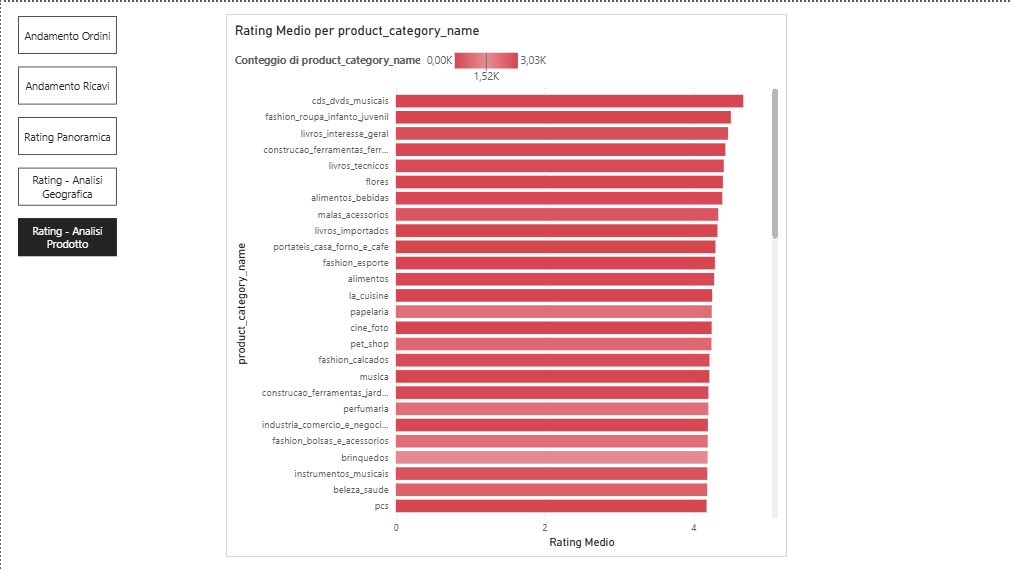 Andamento Ordini
Andamento Ricavi
Rating Panoramica
Rating - Analisi
Geografica
Rating - Analisi
Prodotto
Rating Medio per product_category_name
Conteggio di product_category_name 0,00K 3,03K
1,52K
product_category_name
cds_dvds_musicais
fashion_roupa_infanto_juvenil
livros_interesse_geral
construcao_ferramentas_ferr...
livros_tecnicos
flores
alimentos_bebidas
malas_acessorios
livros_importados
portateis_casa_forno_e_cafe
fashion_esporte
alimentos
la_cuisine
papelaria
cine_foto
pet_shop
fashion_calcados
musica
construcao_ferramentas_jard...
perfumaria
industria_comercio_e_negoci...
fashion_bolsas_e_acessorios
brinquedos
instrumentos_musicais
beleza_saude
pcs
0 2 4
Rating Medio